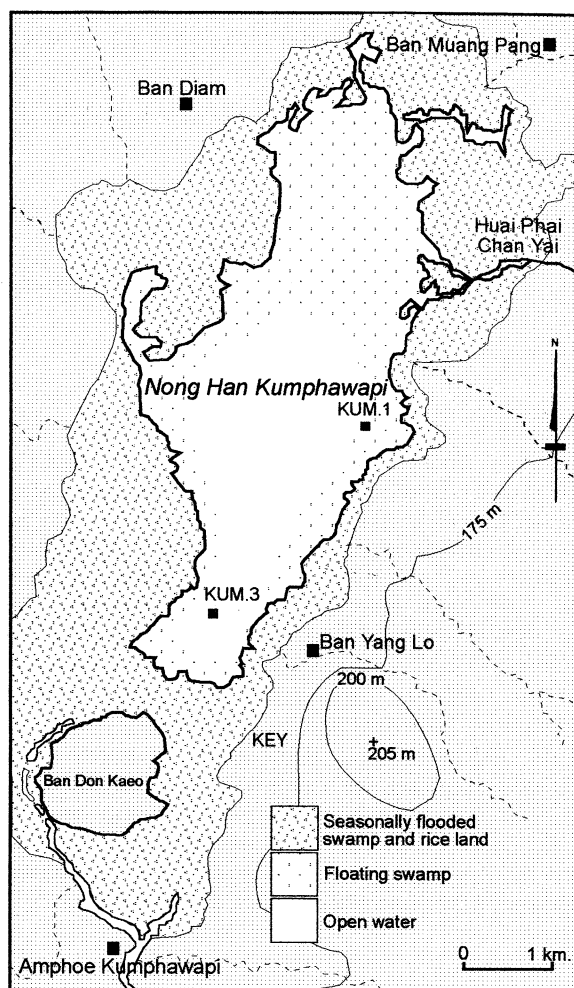 Ban Muang Pang
Ban Diam
Huai Phai
Chan Yai
N
Nong Han Kumphawapi
KUM.1
175 m
KUM.3
Ban Yang Lo
200 m
KEY
205 m
Ban Don Kaeo
Seasonally flooded
swamp and rice land
Floating swamp
Open water
0 1 km.
Amphoe Kumphawapi